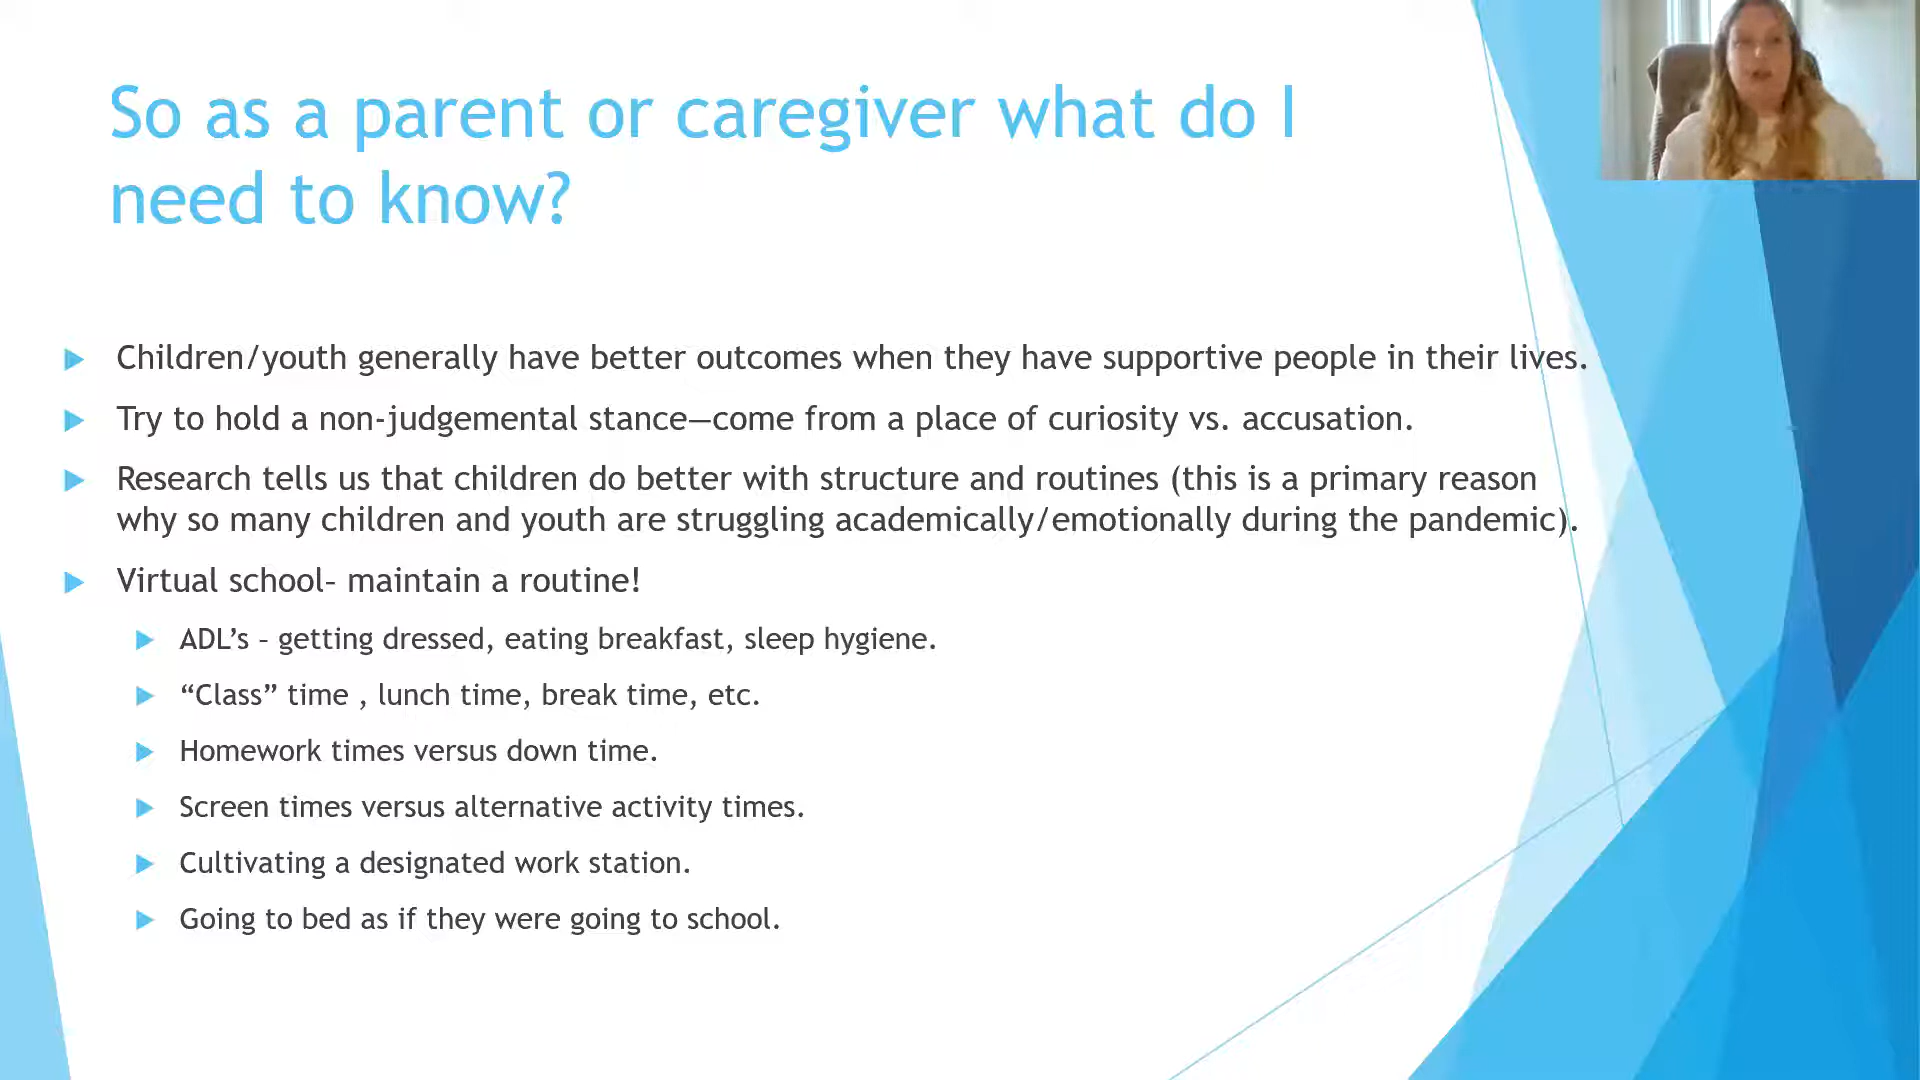 So as a parent or caregiver what do I
need to know?
Children/youth generally have better outcomes when they have supportive people in their lives.
Try to hold a non-judgemental stance—come from a place of curiosity vs. accusation.
Research tells us that children do better with structure and routines (this is a primary reason
why so many children and youth are struggling academically/emotionally during the pandemic).
Virtual school– maintain a routine!
ADL’s – getting dressed, eating breakfast, sleep hygiene.
“Class” time , lunch time, break time, etc.
Homework times versus down time.
Screen times versus alternative activity times.
Cultivating a designated work station.
Going to bed as if they were going to school.